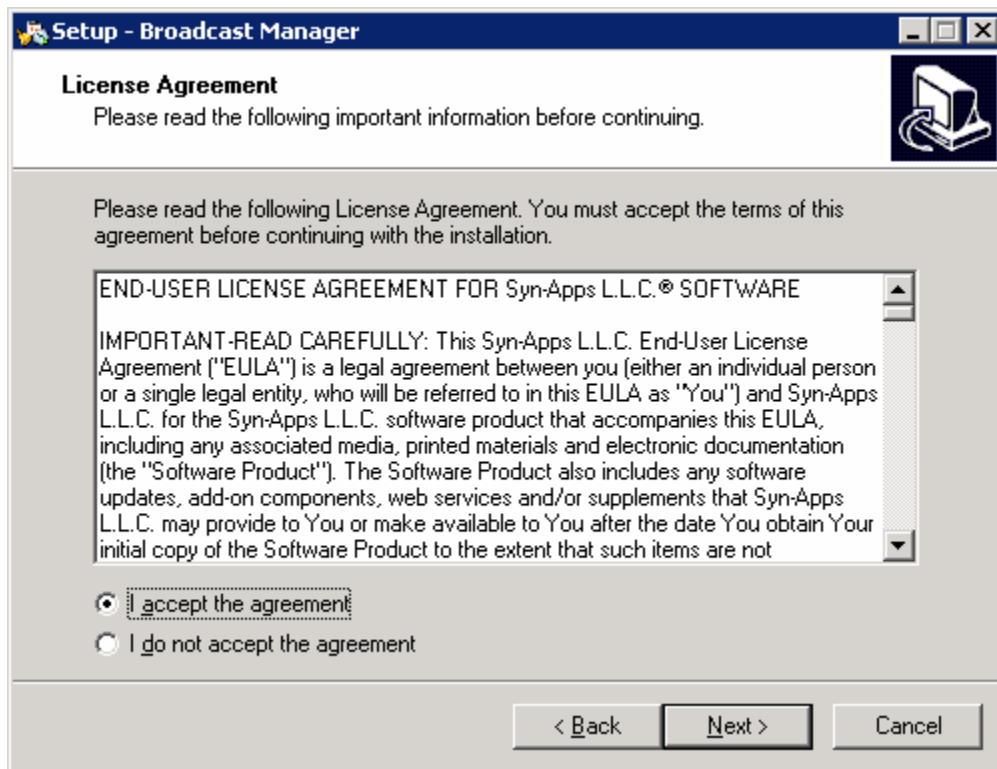 Setup - Broadcast Manager
License Agreement
Please read the following important information before continuing.
Please read the following License Agreement. You must accept the terms of this
agreement before continuing with the installation.
END-USER LICENSE AGREEMENT FOR Syn-Apps L.L.C.® SOFTWARE
IMPORTANT-READ CAREFULLY: This Syn-Apps L.L.C. End-User License
Agreement ("EULA") is a legal agreement between you (either an individual person
or a single legal entity, who will be referred to in this EULA as "You") and Syn-Apps
L.L.C. for the Syn-Apps L.L.C. software product that accompanies this EULA,
including any associated media, printed materials and electronic documentation
(the "Software Product"). The Software Product also includes any software
updates, add-on components, web services and/or supplements that Syn-Apps
L.L.C. may provide to You or make available to You after the date You obtain Your
initial copy of the Software Product to the extent that such items are not
I accept the agreement
I do not accept the agreement
< Back
Next >
Cancel